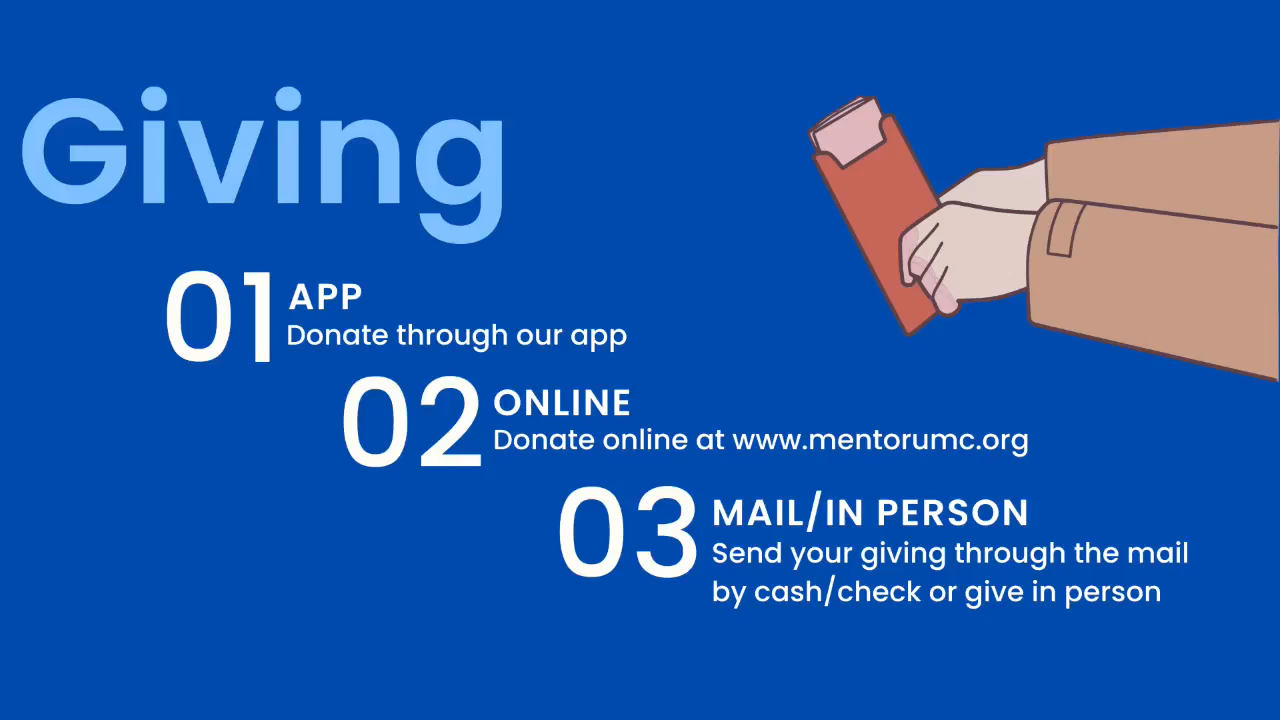 Giving
01
APP
Donate through our app
02
ONLINE
Donate online at www.mentorumc.org
03
MAIL/IN PERSON
Send your giving through the mail
by cash/check or give in person